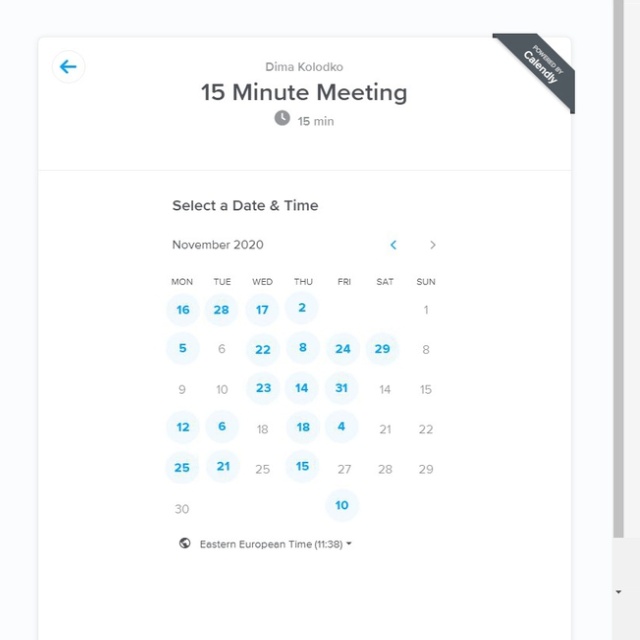 POWERED BY
Calendly
Dima Kolodko
15 Minute Meeting
15 min
Select a Date & Time
November 2020
MON TUE WED THU FRI SAT SUN
16 28 17 2 1
5 6 22 8 24 29 8
9 10 23 14 31 14 15
12 6 18 18 4 21 22
25 21 25 15 27 28 29
30 10
Eastern European Time (11:38)